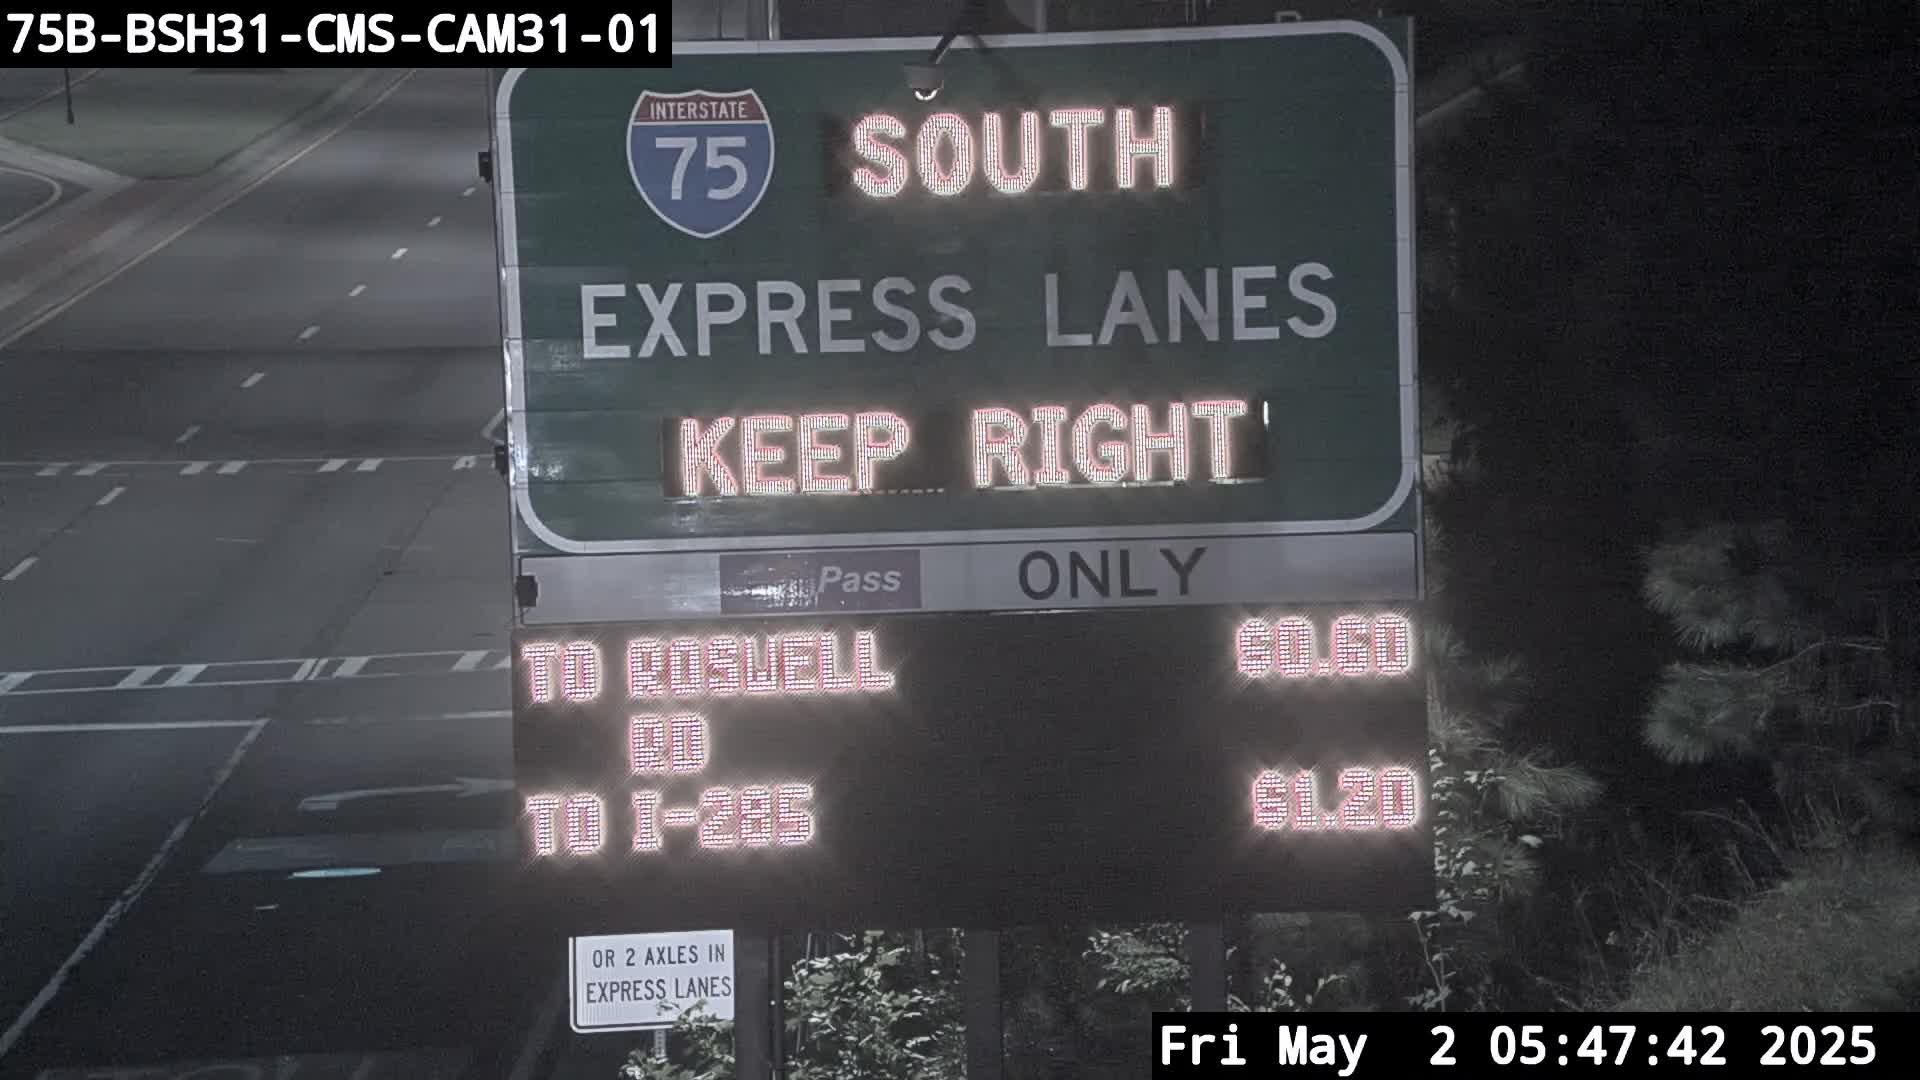 75B-BSH31-CMS-CAM31-01
INTERSTATE
75
SOUTH
EXPRESS LANES
KEEP RIGHT
Pass ONLY
TO ROSWELL $0.60
RD
TO I-285 $1.20
OR 2 AXLES IN
EXPRESS LANES
Fri May 2 05:47:42 2025